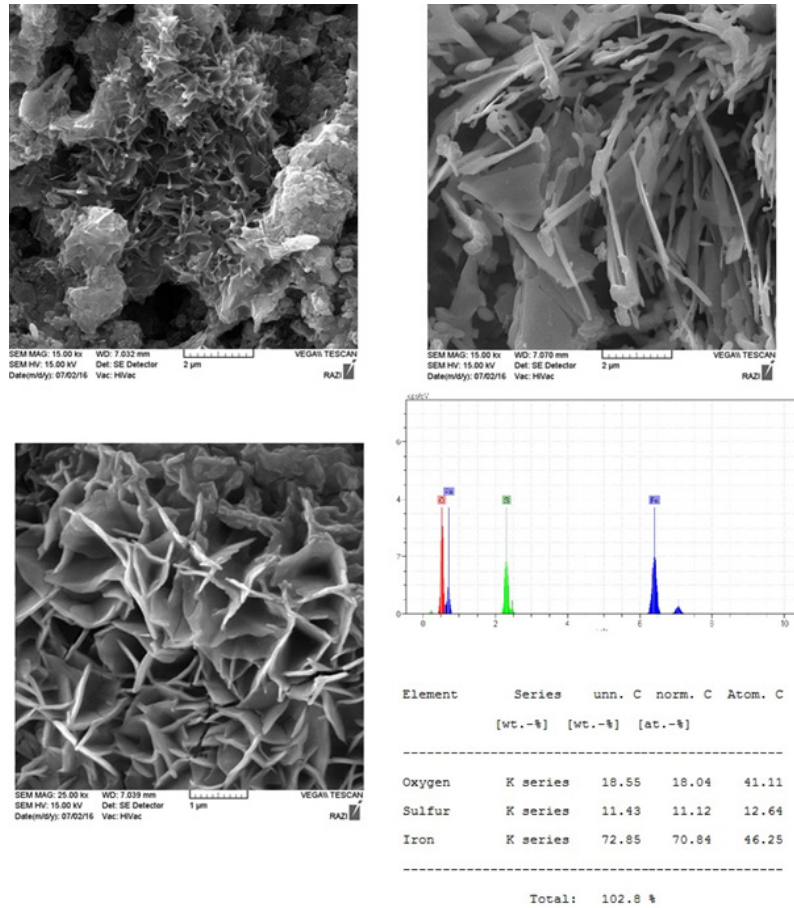 SEM MAG: 15.00 kx WD: 7.032 mm VEGA\\ TESCAN
SEM HV: 15.00 kV Det: SE Detector 2 µm
Date(m/d/y): 07/02/16 Vac: HiVac RAZI
SEM MAG: 15.00 kx WD: 7.070 mm VEGA\\ TESCAN
SEM HV: 15.00 kV Det: SE Detector 2 µm
Date(m/d/y): 07/02/16 Vac: HiVac RAZI
SEM MAG: 25.00 kx WD: 7.039 mm VEGA\\ TESCAN
SEM HV: 15.00 kV Det: SE Detector 1 µm
Date(m/d/y): 07/02/16 Vac: HiVac RAZI
cps/eV
O Fe S Fe
0 2 4 6 8 10
Element Series unn. C norm. C Atom. C
[wt.-%] [wt.-%] [at.-%]
Oxygen K series 18.55 18.04 41.11
Sulfur K series 11.43 11.12 12.64
Iron K series 72.85 70.84 46.25
Total: 102.8 %